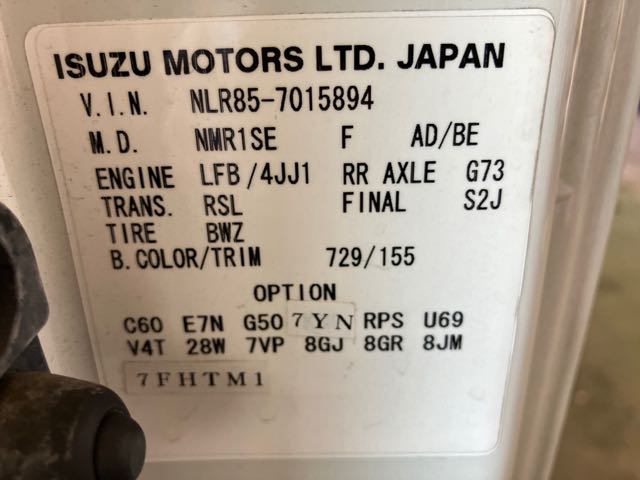 ISUZU MOTORS LTD. JAPAN
V.I.N. NLR85-7015894
M.D. NMR1SE F AD/BE
ENGINE LFB/4JJ1 RR AXLE G73
TRANS. RSL FINAL S2J
TIRE BWZ
B.COLOR/TRIM 729/155
OPTION
C60 E7N G50 7YN RPS U69
V4T 28W 7VP 8GJ 8GR 8JM
7FHTM1